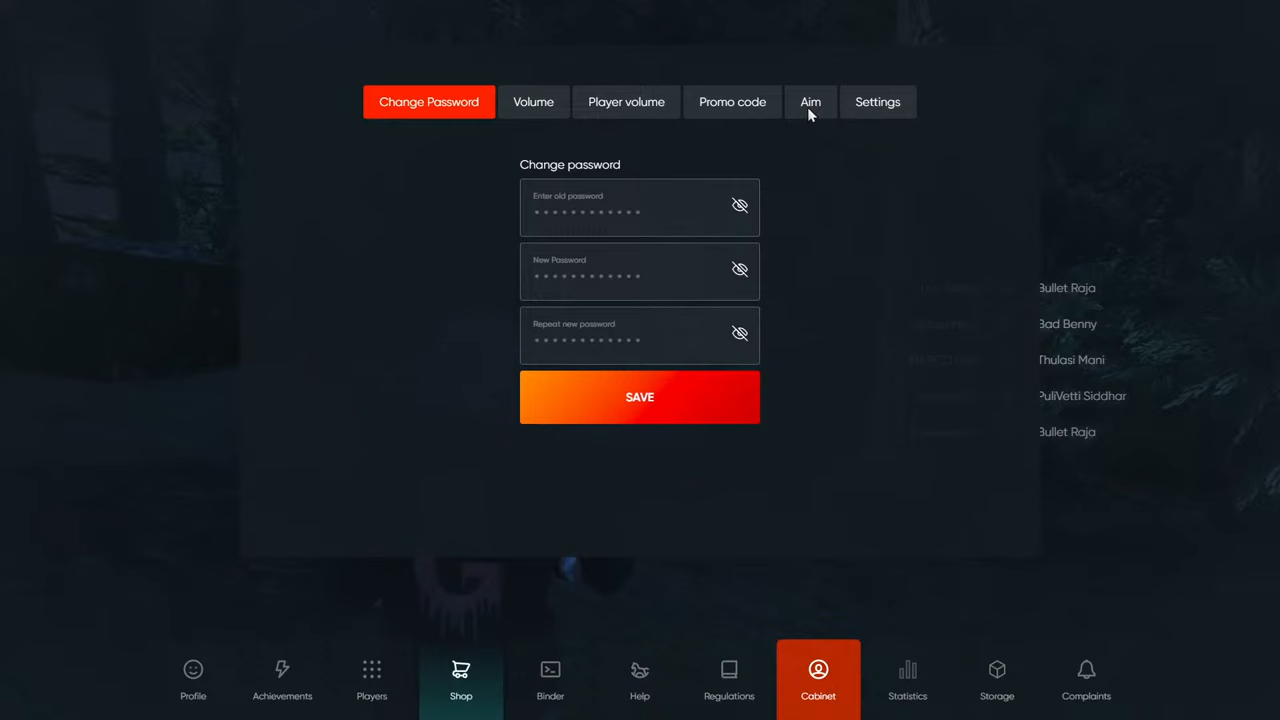 Change Password
Volume
Player volume
Promo code
Aim
Settings
Change password
Enter old password
New Password
Repeat new password
SAVE
Bullet Raja
Bad Benny
Thulasi Mani
PuliVetti Siddhar
Bullet Raja
Profile
Achievements
Players
Shop
Binder
Help
Regulations
Cabinet
Statistics
Storage
Complaints